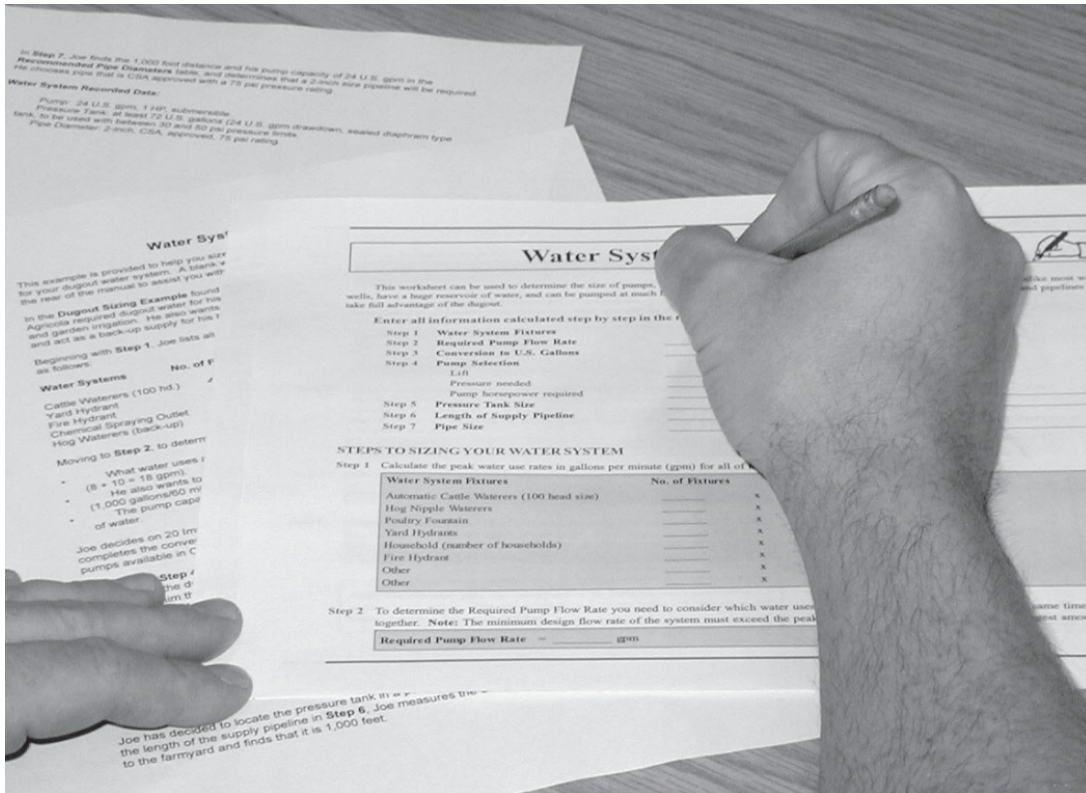 In Step 7, Joe finds the 1,000 foot distance and his pump capacity of 24 U.S. gpm in the
Recommended Pipe Diameters table, and determines that a 2-inch size pipeline will be required.
He chooses pipe that is CSA approved with a 75 psi pressure rating.
Water System Recorded Data:
Pump: 24 U.S. gpm, 1 HP, submersible
Pressure Tank: at least 72 U.S. gallons (24 U.S. gpm drawdown, sealed diaphram type
tank, to be used with between 30 and 50 psi pressure limits.
Pipe Diameter: 2-inch, CSA, approved, 75 psi rating
Water Sys
This example is provided to help you size
for your dugout water system. A blank
the rear of the manual to assist you with
In the Dugout Sizing Example found
Agricola required dugout water for his
and garden irrigation. He also wants
and act as a back-up supply for his
Beginning with Step 1, Joe lists all
as follows:
Water Systems No. of F
Cattle Waterers (100 hd.)
Yard Hydrant
Fire Hydrant
Chemical Spraying Outlet
Hog Waterers (back-up)
Moving to Step 2, to determ
What water uses
(8 + 10 = 18 gpm).
He also wants to
(1,000 gallons/60 m
The pump capa
of water.
Joe decides on 20 Im
completes the conve
pumps available in C
Step
the d
im th
Joe has decided to locate the pressure tank in a
the length of the supply pipeline in Step 6, Joe measures the
to the farmyard and finds that it is 1,000 feet.
Water Syst
This worksheet can be used to determine the size of pumps, like most w
wells, have a huge reservoir of water, and can be pumped at much and pipelines
take full advantage of the dugout.
Enter all information calculated step by step in the
Step 1 Water System Fixtures
Step 2 Required Pump Flow Rate
Step 3 Conversion to U.S. Gallons
Step 4 Pump Selection
Lift
Pressure needed
Pump horsepower required
Step 5 Pressure Tank Size
Step 6 Length of Supply Pipeline
Step 7 Pipe Size
STEPS TO SIZING YOUR WATER SYSTEM
Step 1 Calculate the peak water use rates in gallons per minute (gpm) for all of
Water System Fixtures No. of Fixtures
Automatic Cattle Waterers (100 head size) ______ x
Hog Nipple Waterers ______ x
Poultry Fountain ______ x
Yard Hydrants ______ x
Household (number of households) ______ x
Fire Hydrant ______ x
Other ______ x
Other ______ x
Step 2 To determine the Required Pump Flow Rate you need to consider which water uses ame time
together. Note: The minimum design flow rate of the system must exceed the peak est amo
Required Pump Flow Rate = ________ gpm